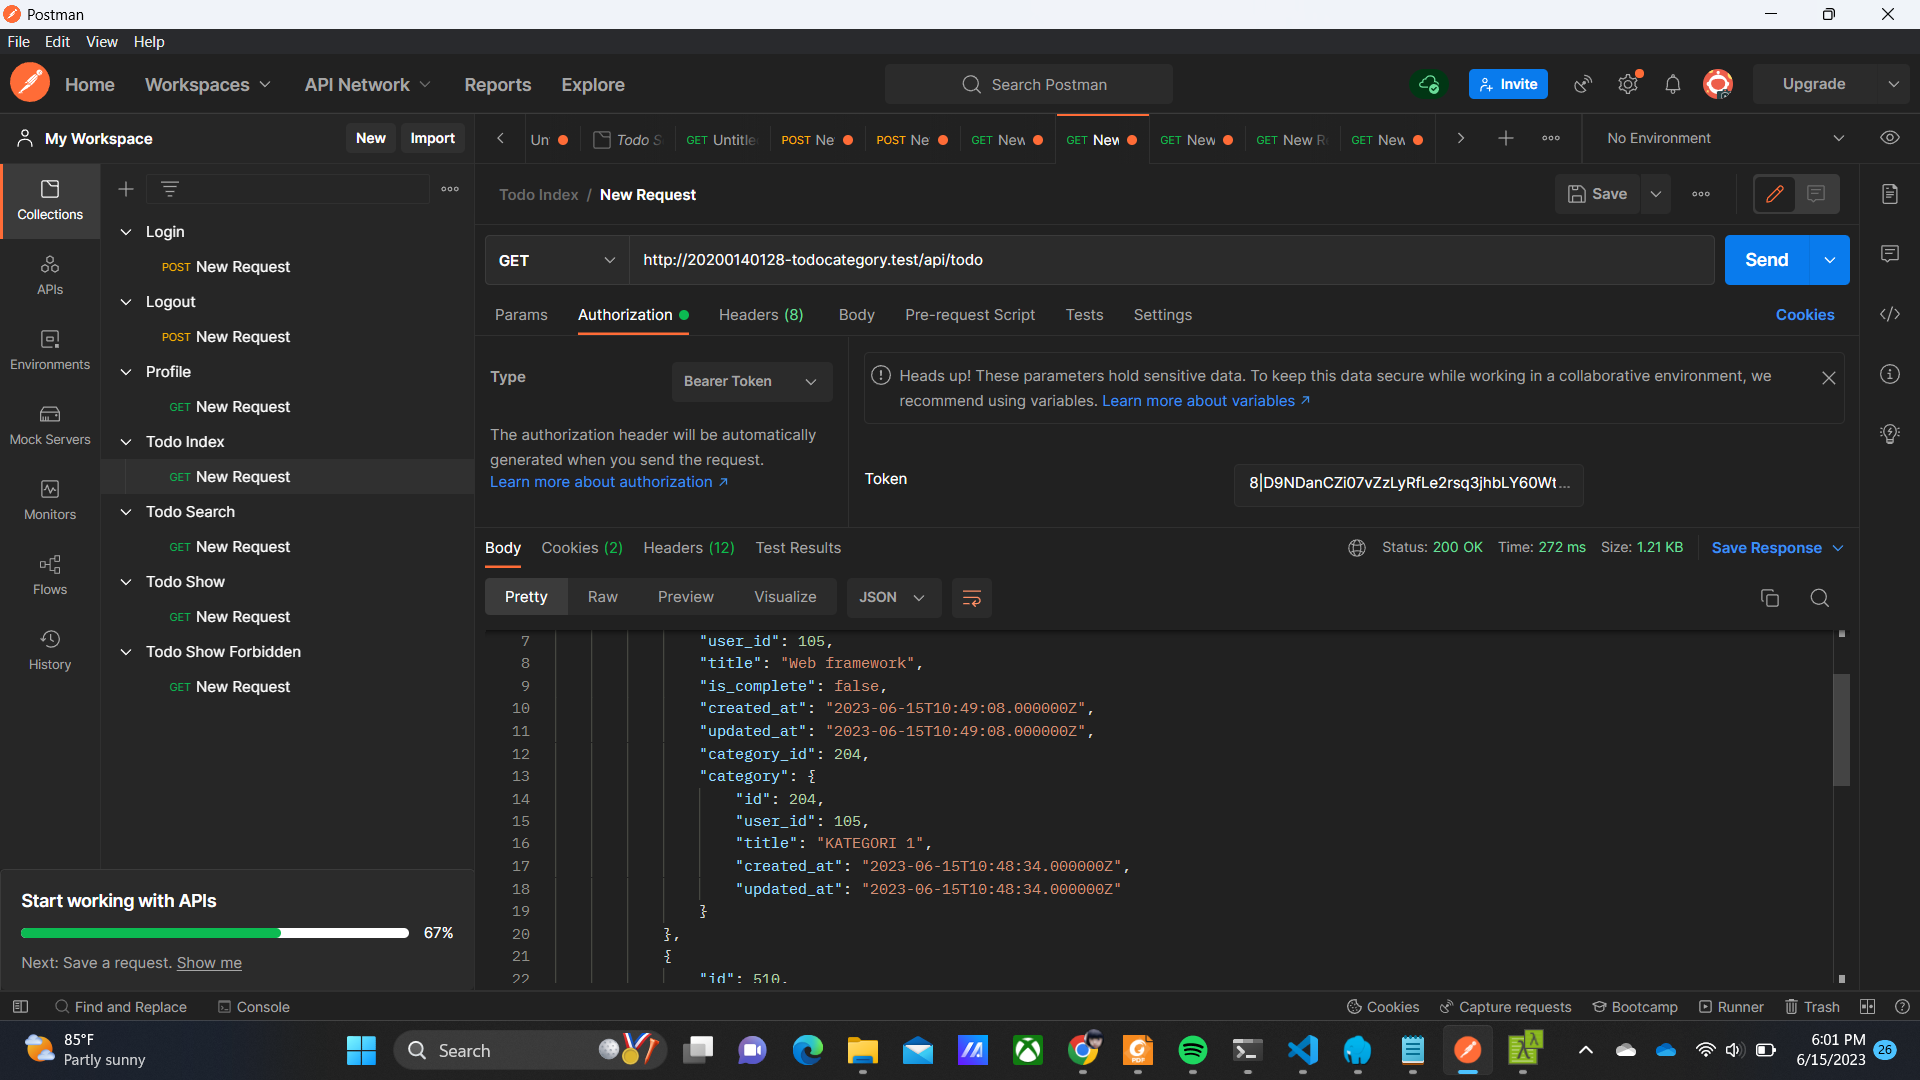 Postman
File Edit View Help
Home Workspaces API Network Reports Explore Search Postman Invite Upgrade
My Workspace New Import
Un Todo S GET Untitle POST Ne POST Ne GET New GET New GET New GET New R GET New No Environment
Collections
APIs
Environments
Mock Servers
Monitors
Flows
History
Login
POST New Request
Logout
POST New Request
Profile
GET New Request
Todo Index
GET New Request
Todo Search
GET New Request
Todo Show
GET New Request
Todo Show Forbidden
GET New Request
Start working with APIs
67%
Next: Save a request. Show me
Todo Index / New Request Save
GET http://20200140128-todocategory.test/api/todo Send
Params Authorization Headers (8) Body Pre-request Script Tests Settings Cookies
Type Bearer Token
The authorization header will be automatically
generated when you send the request.
Learn more about authorization ↗
Heads up! These parameters hold sensitive data. To keep this data secure while working in a collaborative environment, we
recommend using variables. Learn more about variables ↗
Token 8|D9NDanCZi07vZzLyRfLe2rsq3jhbLY60Wt...
Body Cookies (2) Headers (12) Test Results Status: 200 OK Time: 272 ms Size: 1.21 KB Save Response
Pretty Raw Preview Visualize JSON
7 "user_id": 105,
8 "title": "Web framework",
9 "is_complete": false,
10 "created_at": "2023-06-15T10:49:08.000000Z",
11 "updated_at": "2023-06-15T10:49:08.000000Z",
12 "category_id": 204,
13 "category": {
14 "id": 204,
15 "user_id": 105,
16 "title": "KATEGORI 1",
17 "created_at": "2023-06-15T10:48:34.000000Z",
18 "updated_at": "2023-06-15T10:48:34.000000Z"
19 }
20 },
21 {
22 "id": 510,
Find and Replace Console Cookies Capture requests Bootcamp Runner Trash
85°F
Partly sunny
Search
PDF
6:01 PM
6/15/2023
26